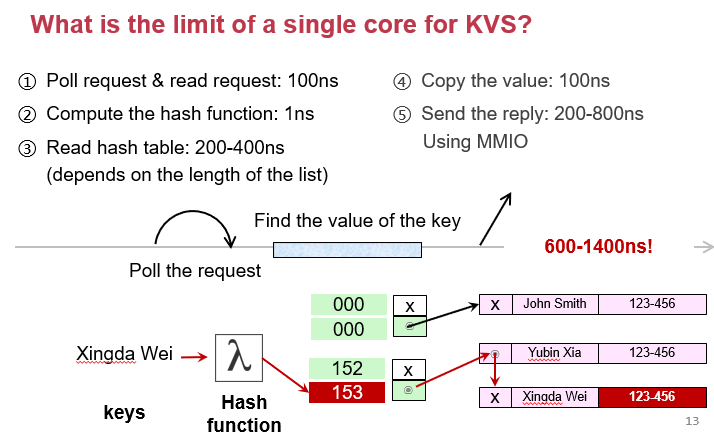 What is the limit of a single core for KVS?
① Poll request & read request: 100ns
② Compute the hash function: 1ns
③ Read hash table: 200-400ns
(depends on the length of the list)
④ Copy the value: 100ns
⑤ Send the reply: 200-800ns
Using MMIO
Find the value of the key
600-1400ns!
Poll the request
000 X
000
X John Smith 123-456
Xingda Wei
λ
152 X
153
Yubin Xia 123-456
X Xingda Wei 123-456
keys
Hash
function
13